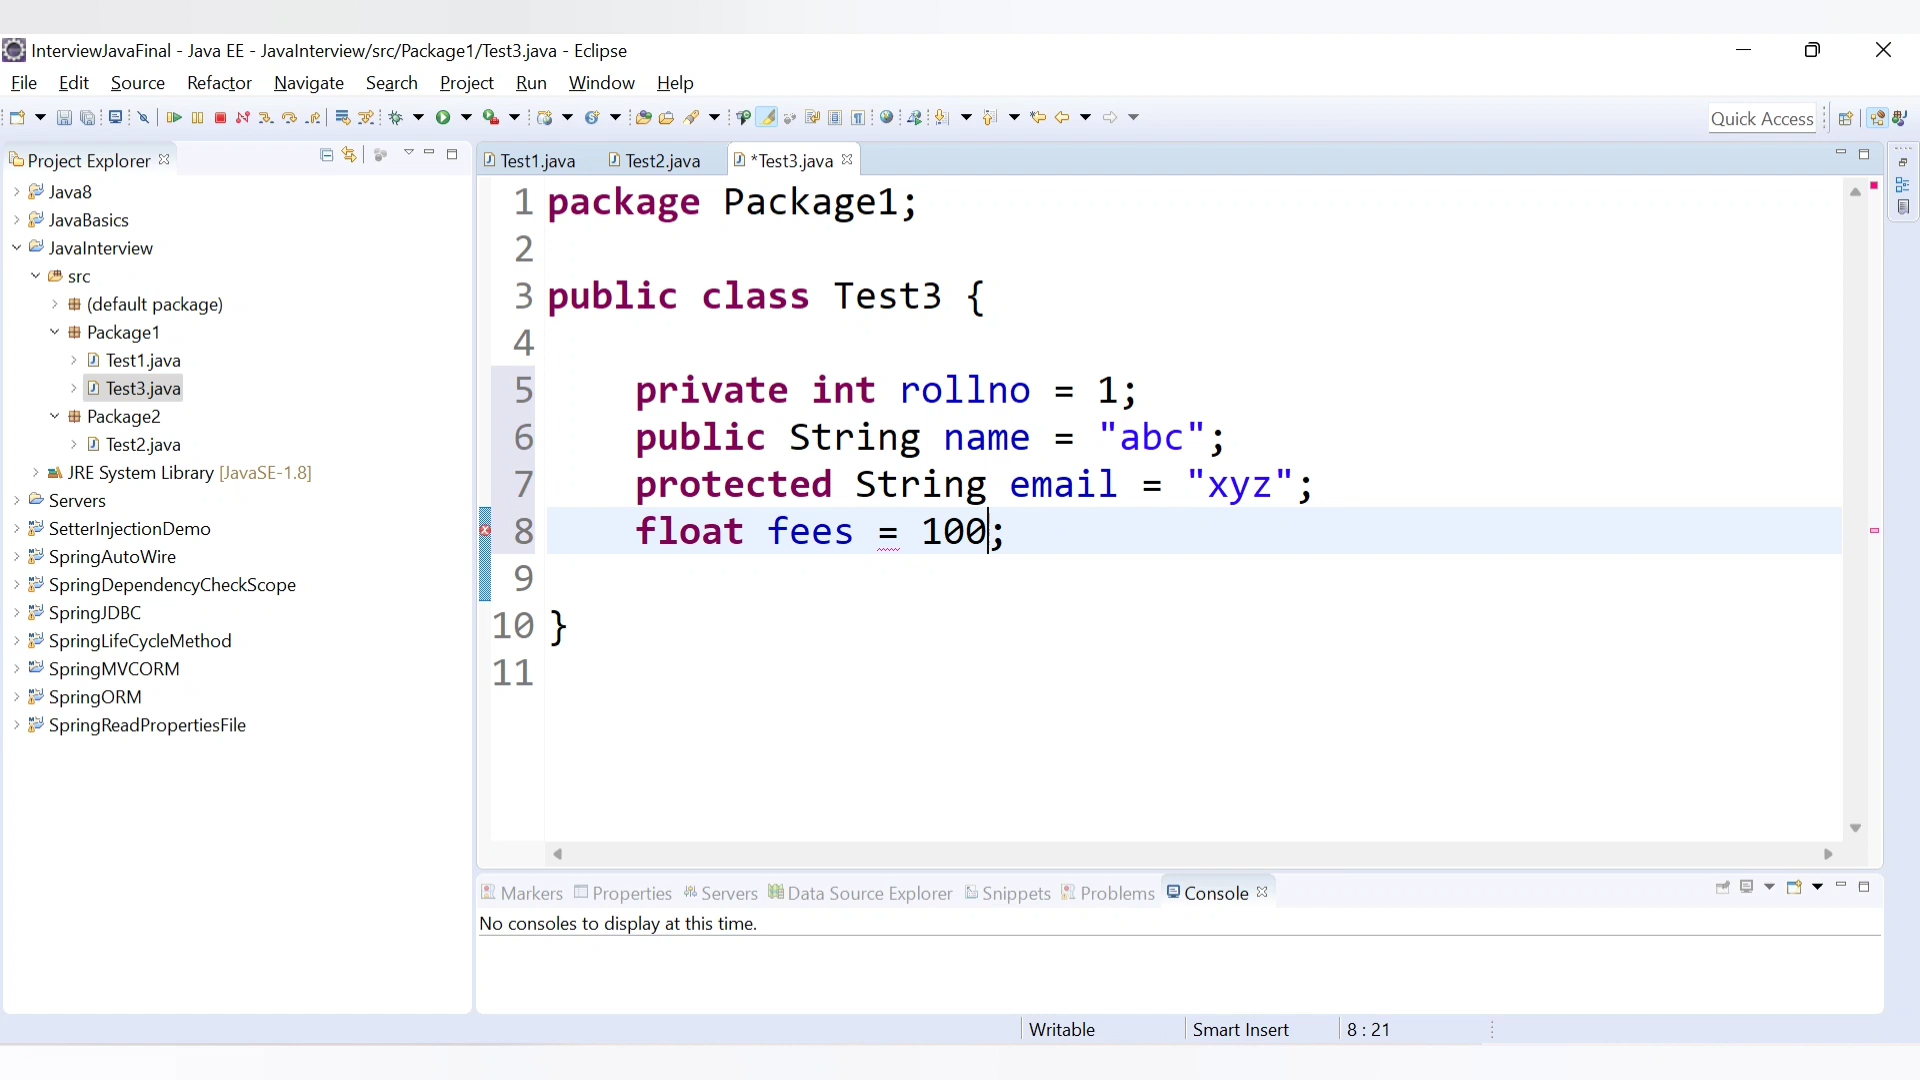 InterviewJavaFinal - Java EE - JavaInterview/src/Package1/Test3.java - Eclipse
File Edit Source Refactor Navigate Search Project Run Window Help
Quick Access
Project Explorer
Java8
JavaBasics
JavaInterview
src
(default package)
Package1
Test1.java
Test3.java
Package2
Test2.java
JRE System Library [JavaSE-1.8]
Servers
SetterInjectionDemo
SpringAutoWire
SpringDependencyCheckScope
SpringJDBC
SpringLifeCycleMethod
SpringMVCORM
SpringORM
SpringReadPropertiesFile
Test1.java Test2.java *Test3.java
1 package Package1;
2
3 public class Test3 {
4
5 private int rollno = 1;
6 public String name = "abc";
7 protected String email = "xyz";
8 float fees = 100;
9
10 }
11
Markers Properties Servers Data Source Explorer Snippets Problems Console
No consoles to display at this time.
Writable Smart Insert 8 : 21